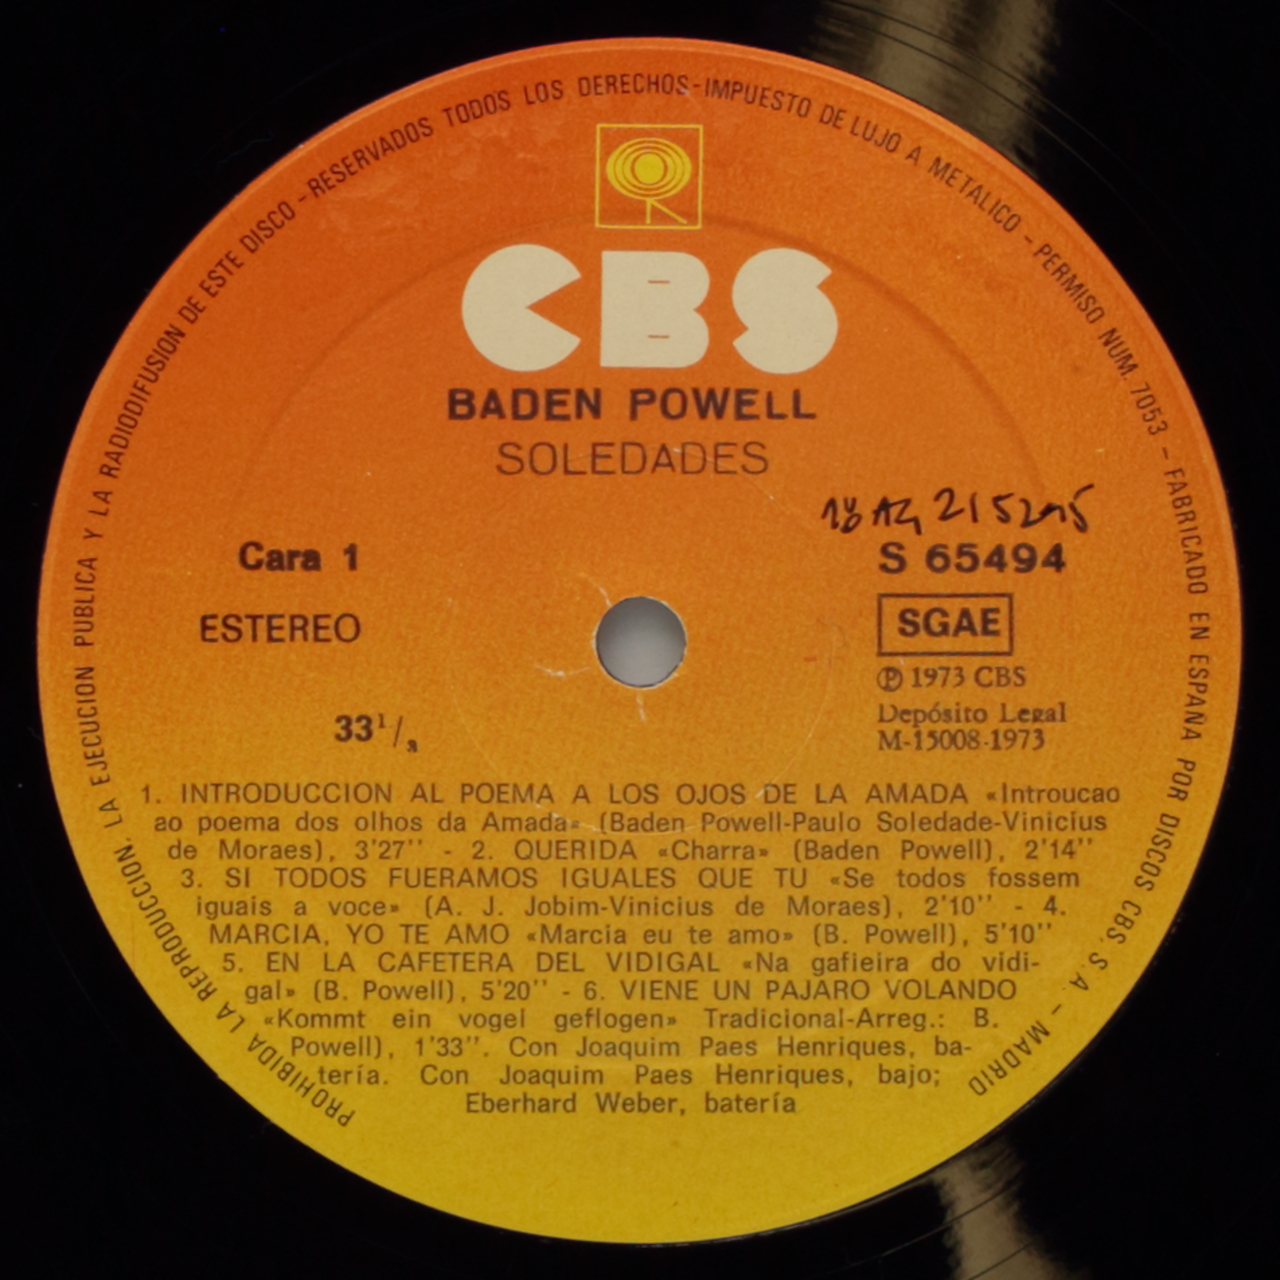 PROHIBIDA LA REPRODUCCION, LA EJECUCION PUBLICA Y LA RADIODIFUSION DE ESTE DISCO - RESERVADOS TODOS LOS DERECHOS - IMPUESTO DE LUJO A METALICO - PERMISO NUM. 7053 - FABRICADO EN ESPAÑA POR DISCOS CBS, S. A. - MADRID
CBS
BADEN POWELL
SOLEDADES
Cara 1
S 65494
ESTEREO
SGAE
℗ 1973 CBS
33¹/₃
Depósito Legal
M-15008-1973
1. INTRODUCCION AL POEMA A LOS OJOS DE LA AMADA «Introucao
ao poema dos olhos da Amada» (Baden Powell-Paulo Soledade-Vinicius
de Moraes), 3'27'' - 2. QUERIDA «Charra» (Baden Powell), 2'14''
3. SI TODOS FUERAMOS IGUALES QUE TU «Se todos fossem
iguais a voce» (A. J. Jobim-Vinicius de Moraes), 2'10'' - 4.
MARCIA, YO TE AMO «Marcia eu te amo» (B. Powell), 5'10''
5. EN LA CAFETERA DEL VIDIGAL «Na gafieira do vidi-
gal» (B. Powell), 5'20'' - 6. VIENE UN PAJARO VOLANDO
«Kommt ein vogel geflogen» Tradicional-Arreg.: B.
Powell), 1'33''. Con Joaquim Paes Henriques, ba-
tería. Con Joaquim Paes Henriques, bajo;
Eberhard Weber, batería